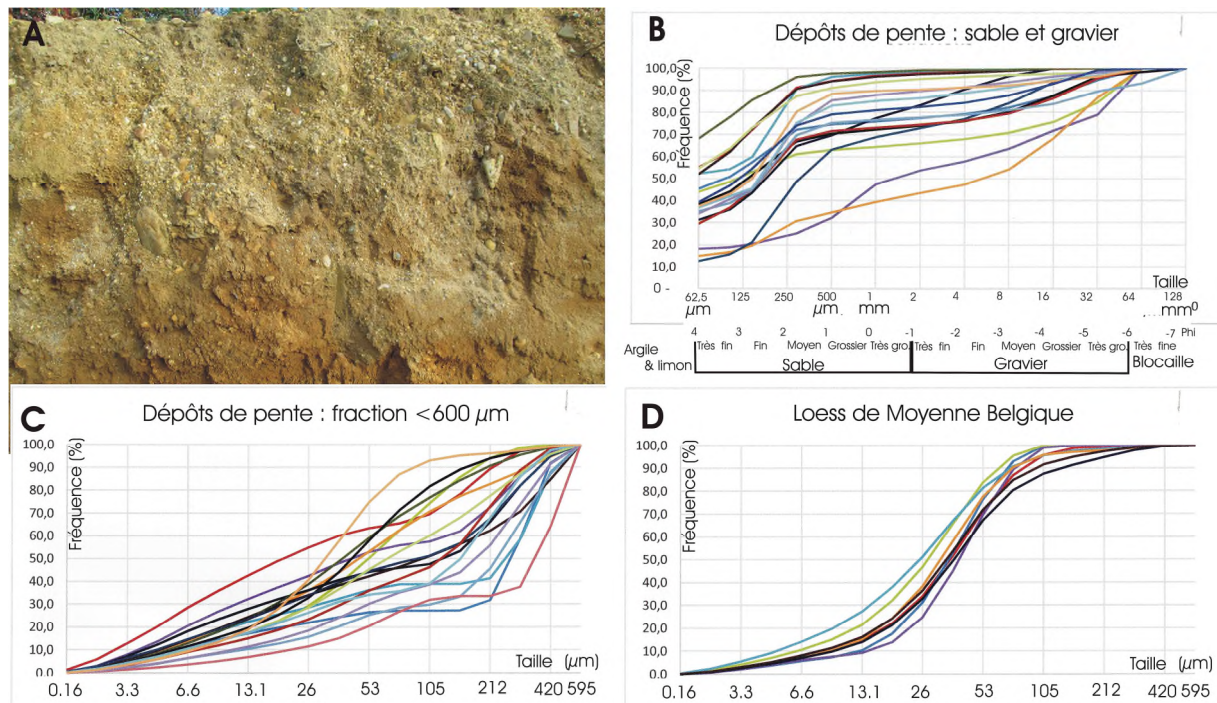 A
B
Dépôts de pente : sable et gravier
Fréquence (%)
100,0
90,0
80,0
70,0
60,0
50,0
40,0
30,0
20,0
10,0
0 -
Taille
62,5 125 250 500 1 2 4 8 16 32 64 128
µm µm mm mm
4 3 2 1 0 -1 -2 -3 -4 -5 -6 -7 Phi
Argile & limon
Très fin Fin Moyen Grossier Très gro. Très fin Fin Moyen Grossier Très gro. Très fine
Sable Gravier Blocaille
C
Dépôts de pente : fraction <600 µm
Fréquence (%)
100,0
90,0
80,0
70,0
60,0
50,0
40,0
30,0
20,0
10,0
0.0
Taille (µm)
0.16 3.3 6.6 13.1 26 53 105 212 420 595
D
Loess de Moyenne Belgique
Fréquence (%)
100,0
90,0
80,0
70,0
60,0
50,0
40,0
30,0
20,0
10,0
0.0
Taille (µm)
0.16 3.3 6.6 13.1 26 53 105 212 420 595